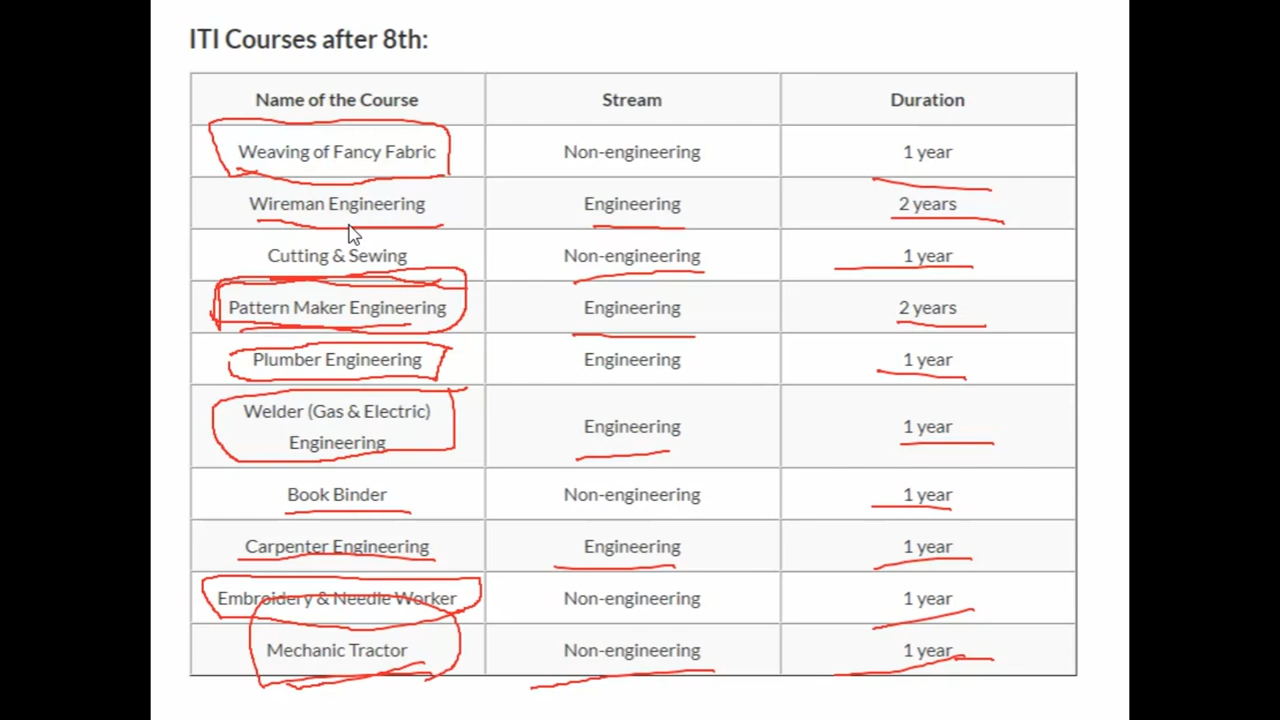 ITI Courses after 8th:
Name of the Course Stream Duration
Weaving of Fancy Fabric Non-engineering 1 year
Wireman Engineering Engineering 2 years
Cutting & Sewing Non-engineering 1 year
Pattern Maker Engineering Engineering 2 years
Plumber Engineering Engineering 1 year
Welder (Gas & Electric)
Engineering Engineering 1 year
Book Binder Non-engineering 1 year
Carpenter Engineering Engineering 1 year
Embroidery & Needle Worker Non-engineering 1 year
Mechanic Tractor Non-engineering 1 year